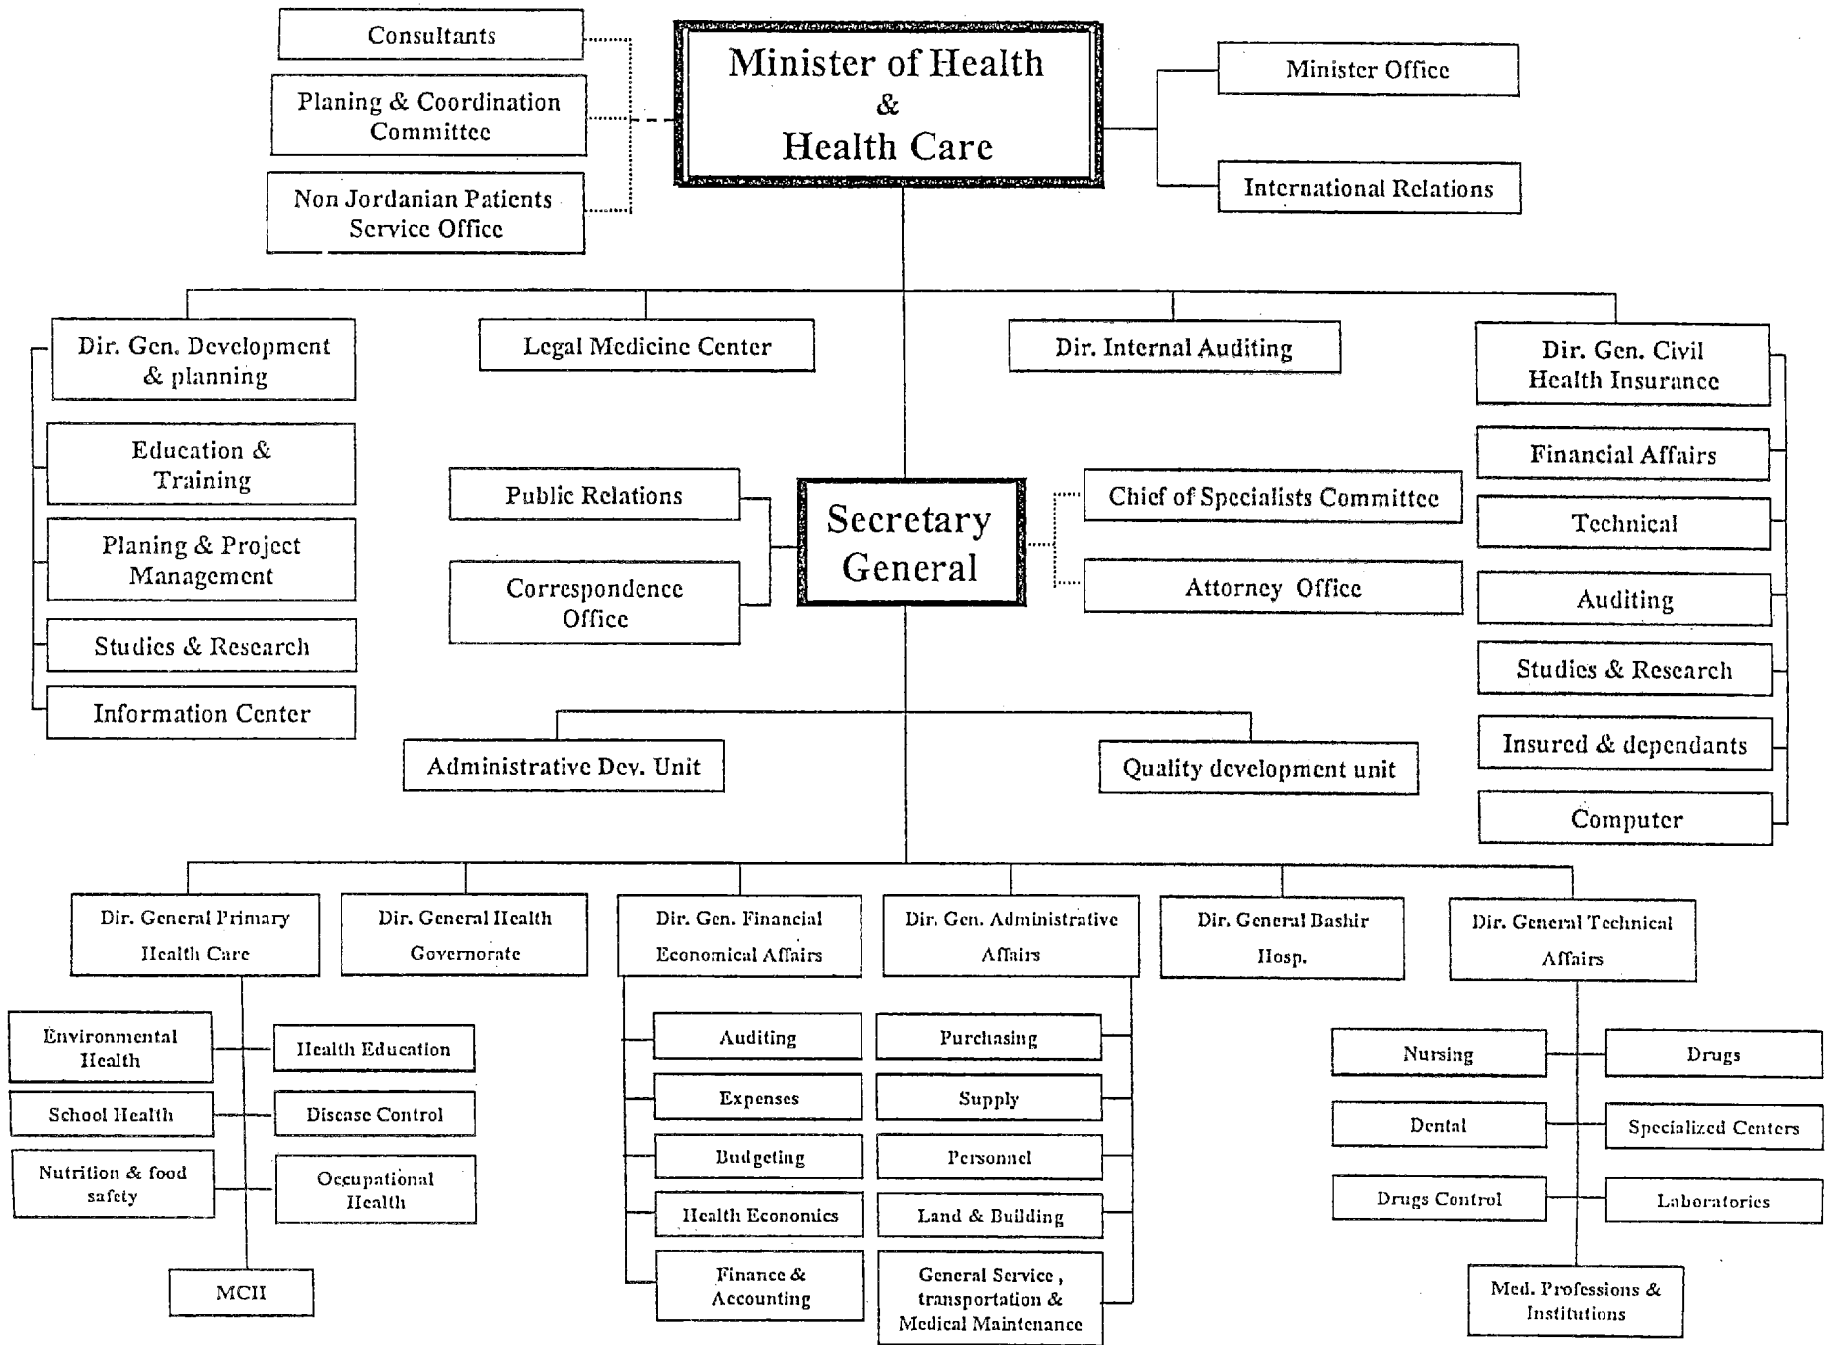 Consultants
Planing & Coordination
Committee
Non Jordanian Patients
Service Office
Minister of Health
&
Health Care
Minister Office
International Relations
Dir. Gen. Development
& planning
Legal Medicine Center
Dir. Internal Auditing
Dir. Gen. Civil
Health Insurance
Education &
Training
Planing & Project
Management
Studies & Research
Information Center
Public Relations
Correspondence
Office
Secretary
General
Chief of Specialists Committee
Attorney Office
Financial Affairs
Technical
Auditing
Studies & Research
Insured & dependants
Computer
Administrative Dev. Unit
Quality development unit
Dir. General Primary
Health Care
Dir. General Health
Governorate
Dir. Gen. Financial
Economical Affairs
Dir. Gen. Administrative
Affairs
Dir. General Bashir
Hosp.
Dir. General Technical
Affairs
Environmental
Health
Health Education
School Health
Disease Control
Nutrition & food
safety
Occupational
Health
MCH
Auditing
Expenses
Budgeting
Health Economics
Finance &
Accounting
Purchasing
Supply
Personnel
Land & Building
General Service ,
transportation &
Medical Maintenance
Nursing
Drugs
Dental
Specialized Centers
Drugs Control
Laboratories
Med. Professions &
Institutions